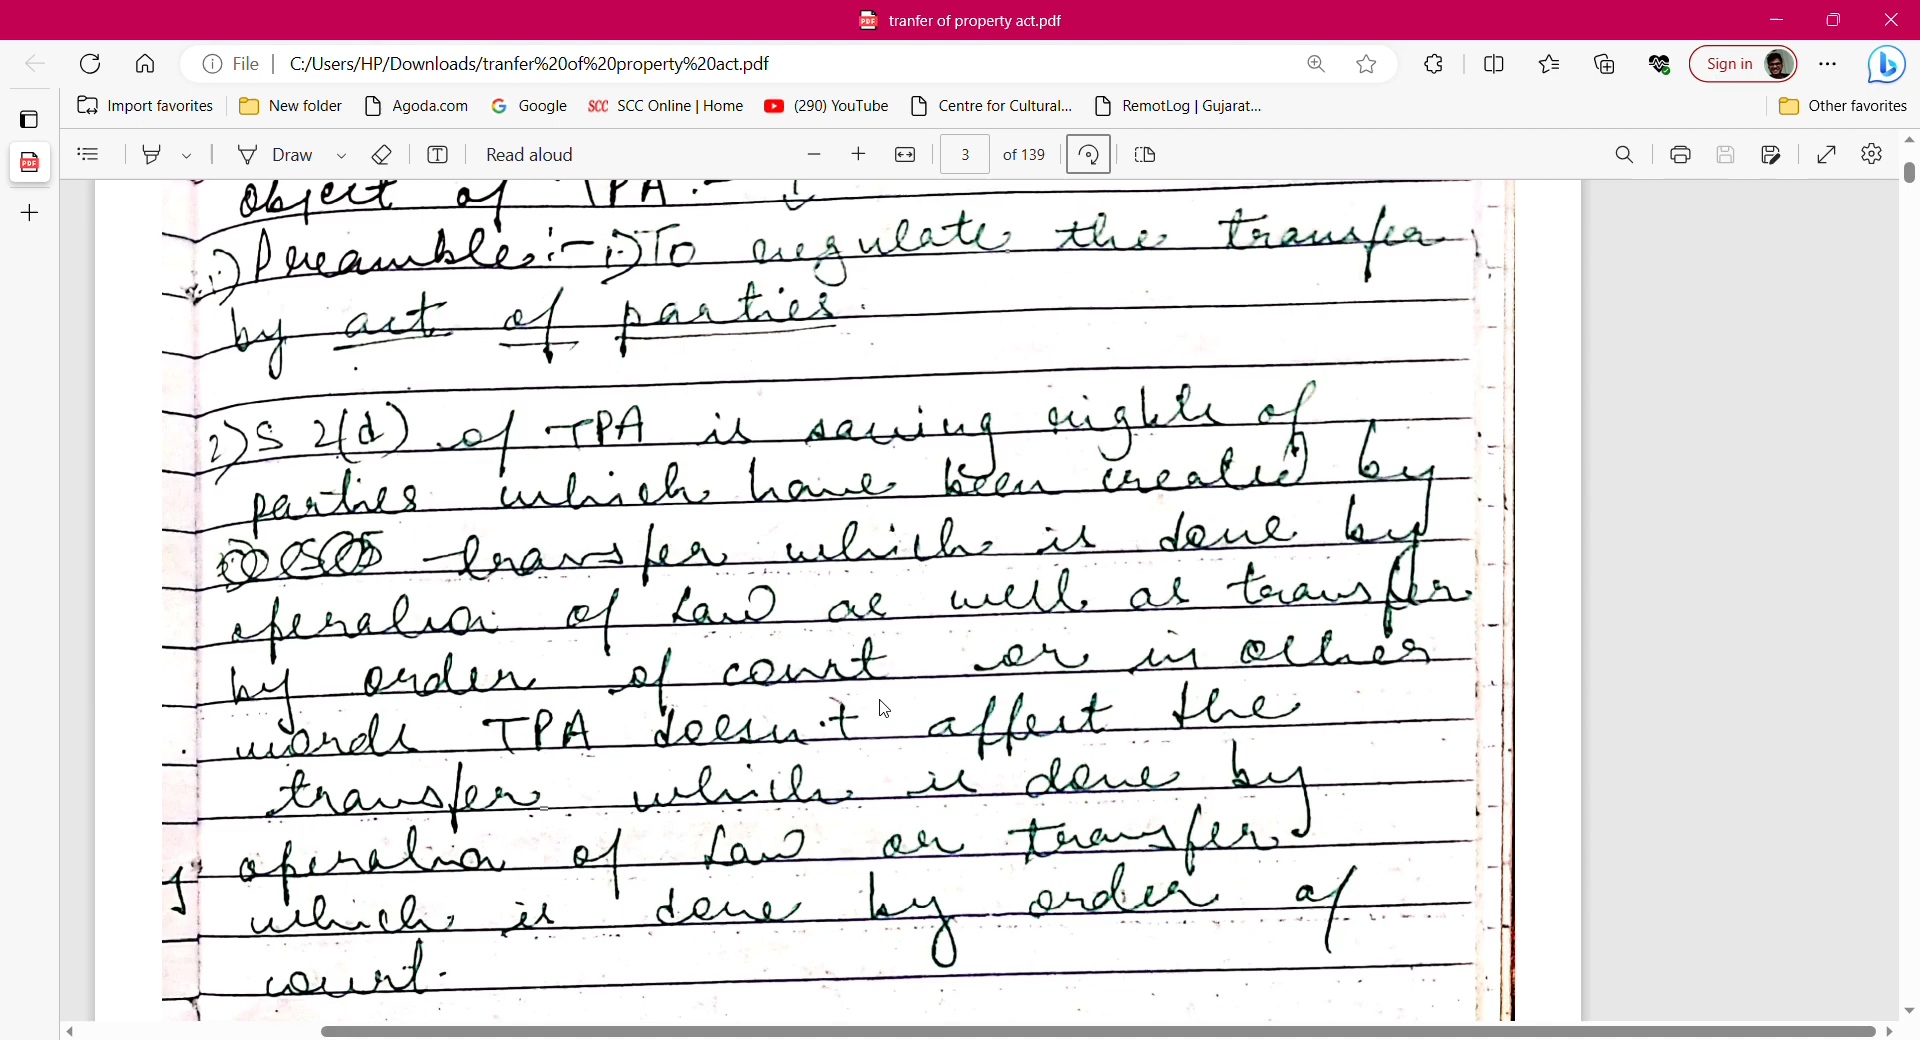 tranfer of property act.pdf
File C:/Users/HP/Downloads/tranfer%20of%20property%20act.pdf Sign in
Import favorites New folder Agoda.com Google SCC Online | Home (290) YouTube Centre for Cultural... RemotLog | Gujarat... Other favorites
Draw Read aloud 3 of 139
object of TPA :-
1) Preamble :- i) To regulate the transfer
by act of parties.
2) S 2(d) of TPA is saving rights of
parties which have been created by
transfer which is done by
operation of Law as well as transfer
by order of court or in other
words TPA doesn't affect the
transfer which is done by
operation of Law or transfer
which is done by order of
court.